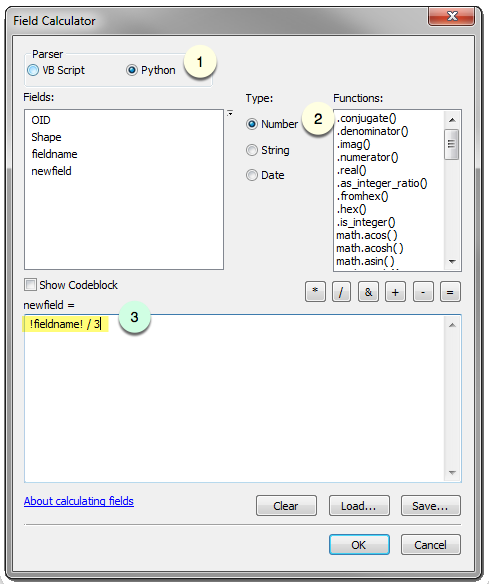 Field Calculator
Parser
VB Script
Python
1
Fields:
Type:
Functions:
OID
Shape
fieldname
newfield
Number
String
Date
2
.conjugate()
.denominator()
.imag()
.numerator()
.real()
.as_integer_ratio()
.fromhex()
.hex()
.is_integer()
math.acos( )
math.acosh( )
math.asin( )
Show Codeblock
* / & + - =
newfield =
3
!fieldname! / 3
About calculating fields
Clear
Load...
Save...
OK
Cancel